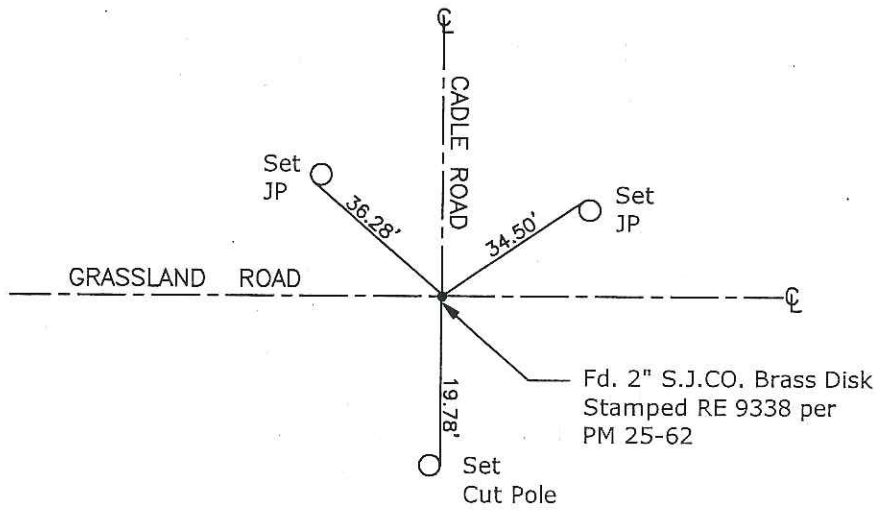 ℄
CADLE ROAD
Set
JP
36.28'
34.50'
Set
JP
GRASSLAND ROAD
℄
19.78'
Fd. 2" S.J.CO. Brass Disk
Stamped RE 9338 per
PM 25-62
Set
Cut Pole